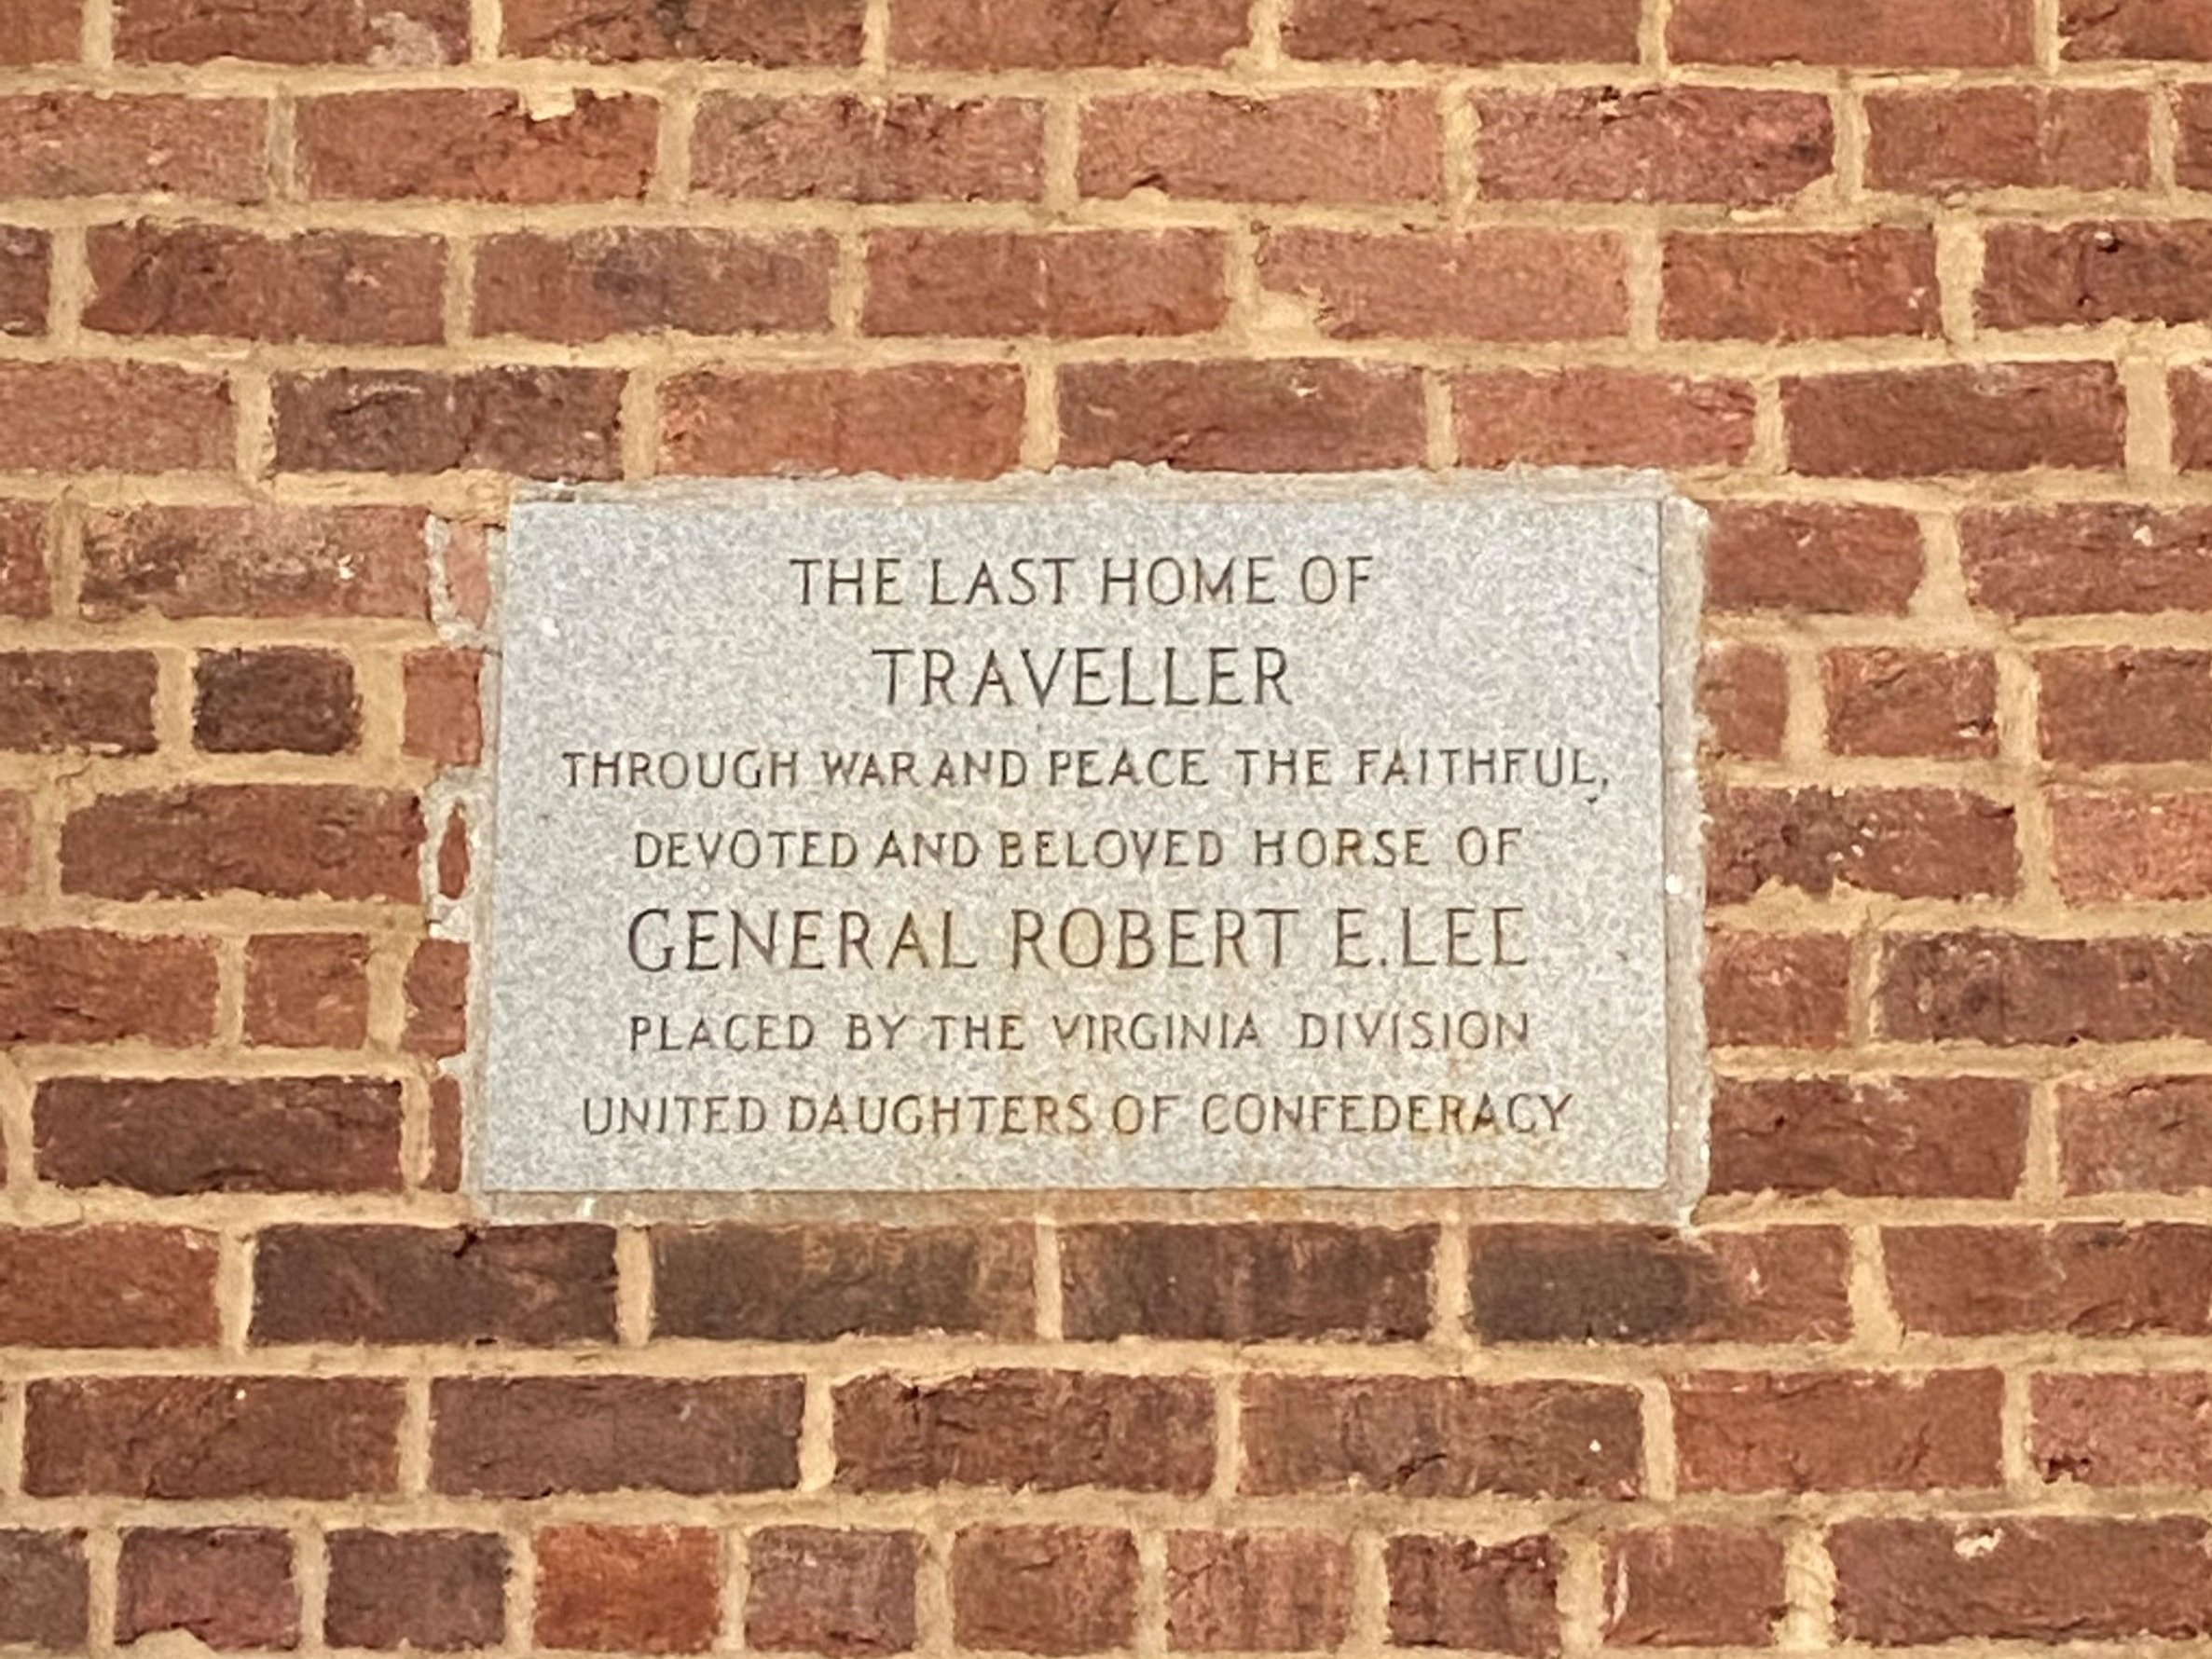 THE LAST HOME OF
TRAVELLER
THROUGH WAR AND PEACE THE FAITHFUL,
DEVOTED AND BELOVED HORSE OF
GENERAL ROBERT E. LEE
PLACED BY THE VIRGINIA DIVISION
UNITED DAUGHTERS OF CONFEDERACY